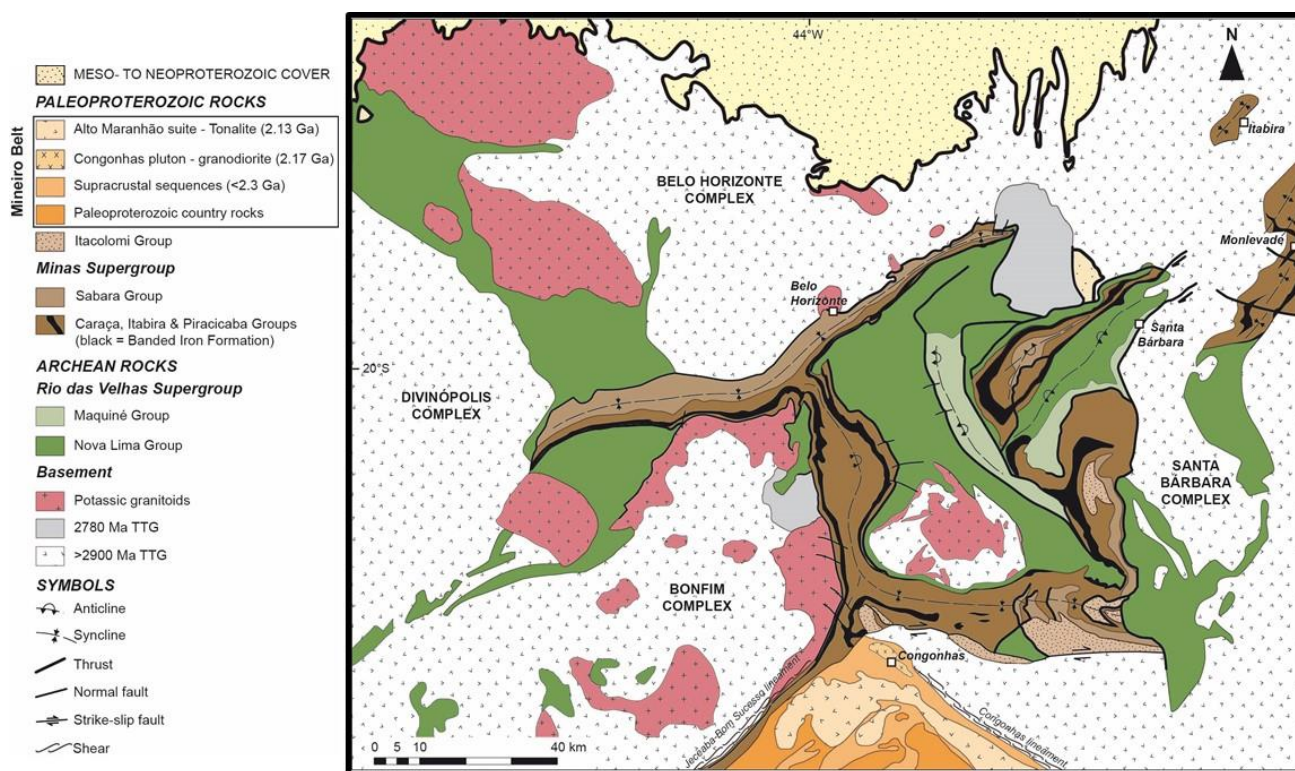 MESO- TO NEOPROTEROZOIC COVER
PALEOPROTEROZOIC ROCKS
Mineiro Belt
Alto Maranhão suite - Tonalite (2.13 Ga)
Congonhas pluton - granodiorite (2.17 Ga)
Supracrustal sequences (<2.3 Ga)
Paleoproterozoic country rocks
Itacolomi Group
Minas Supergroup
Sabara Group
Caraça, Itabira & Piracicaba Groups
(black = Banded Iron Formation)
ARCHEAN ROCKS
Rio das Velhas Supergroup
Maquiné Group
Nova Lima Group
Basement
Potassic granitoids
2780 Ma TTG
>2900 Ma TTG
SYMBOLS
Anticline
Syncline
Thrust
Normal fault
Strike-slip fault
Shear
44°W
N
Itabira
BELO HORIZONTE
COMPLEX
Monlevade
Belo
Horizonte
Santa
Bárbara
20°S
DIVINÓPOLIS
COMPLEX
SANTA
BÁRBARA
COMPLEX
BONFIM
COMPLEX
Congonhas
Jeceaba-Bom Sucesso lineament
Congonhas lineament
0 5 10 20 40 km